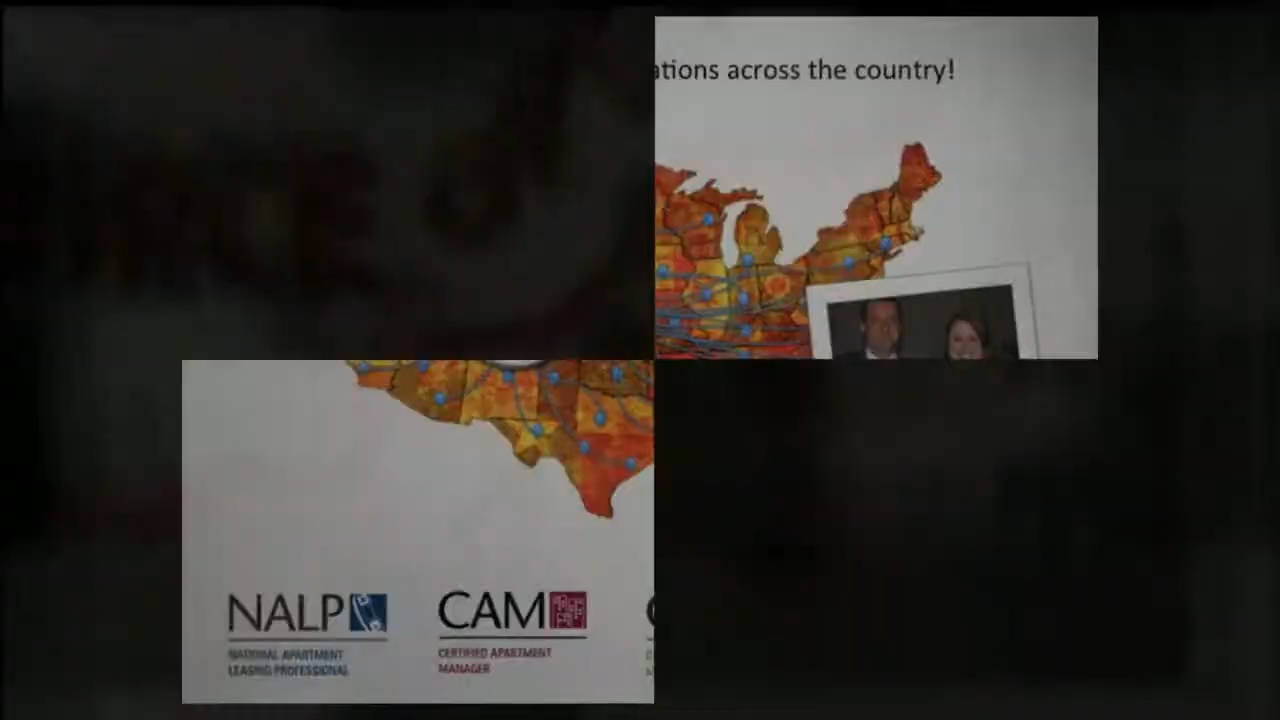 ations across the country!
NALP
NATIONAL APARTMENT
LEASING PROFESSIONAL
CAM
CERTIFIED APARTMENT
MANAGER